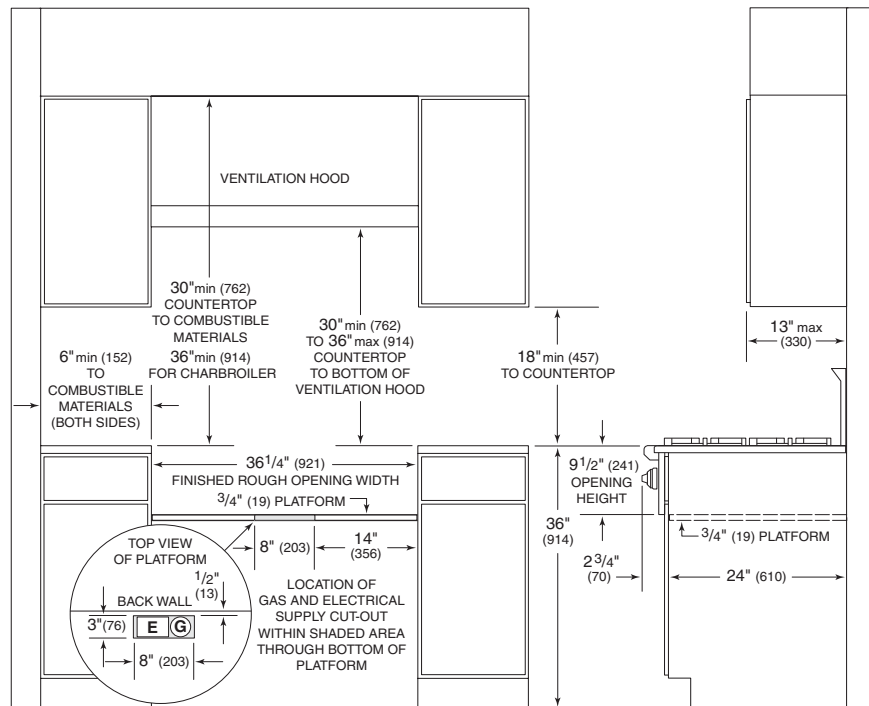 VENTILATION HOOD
30" min (762)
COUNTERTOP
TO COMBUSTIBLE
MATERIALS
36" min (914)
FOR CHARBROILER
30" min (762)
TO 36" max (914)
COUNTERTOP
TO BOTTOM OF
VENTILATION HOOD
6" min (152)
TO
COMBUSTIBLE
MATERIALS
(BOTH SIDES)
18" min (457)
TO COUNTERTOP
13" max
(330)
36 1/4" (921)
FINISHED ROUGH OPENING WIDTH
3/4" (19) PLATFORM
9 1/2" (241)
OPENING
HEIGHT
36"
(914)
3/4" (19) PLATFORM
2 3/4"
(70)
24" (610)
8" (203)
14"
(356)
LOCATION OF
GAS AND ELECTRICAL
SUPPLY CUT-OUT
WITHIN SHADED AREA
THROUGH BOTTOM OF
PLATFORM
TOP VIEW
OF PLATFORM
1/2"
(13)
BACK WALL
3" (76)
E G
8" (203)